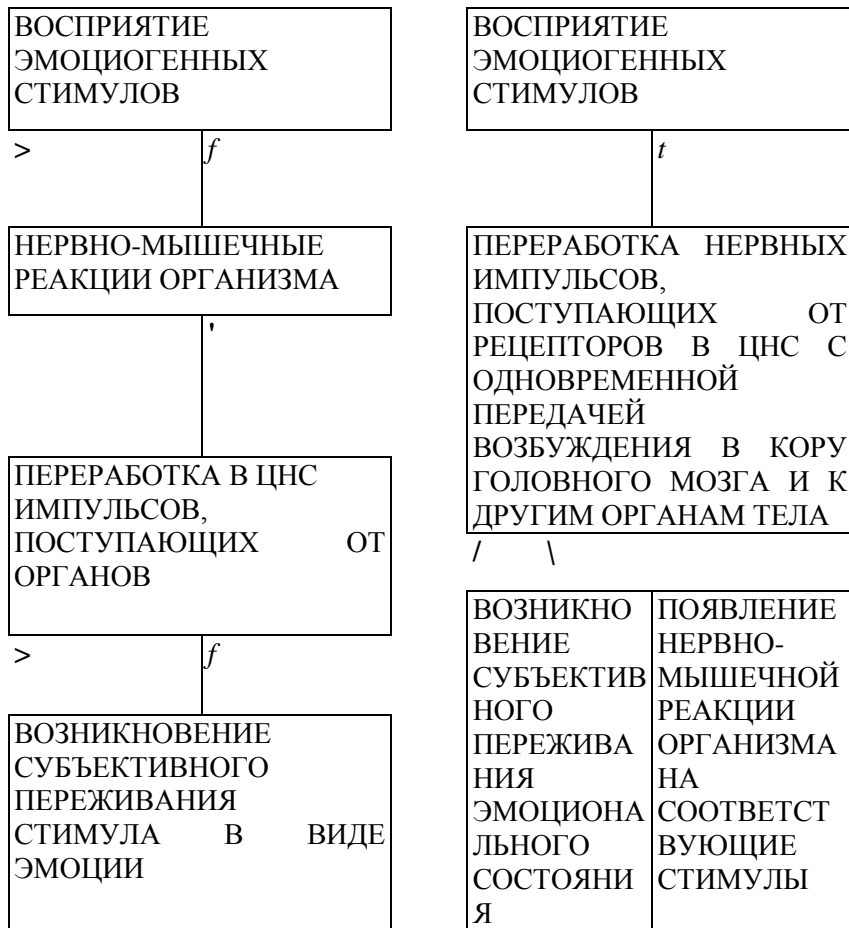 ВОСПРИЯТИЕ
ЭМОЦИОГЕННЫХ
СТИМУЛОВ
> f
НЕРВНО-МЫШЕЧНЫЕ
РЕАКЦИИ ОРГАНИЗМА
'
ПЕРЕРАБОТКА В ЦНС
ИМПУЛЬСОВ,
ПОСТУПАЮЩИХ ОТ
ОРГАНОВ
> f
ВОЗНИКНОВЕНИЕ
СУБЪЕКТИВНОГО
ПЕРЕЖИВАНИЯ
СТИМУЛА В ВИДЕ
ЭМОЦИИ
ВОСПРИЯТИЕ
ЭМОЦИОГЕННЫХ
СТИМУЛОВ
t
ПЕРЕРАБОТКА НЕРВНЫХ
ИМПУЛЬСОВ,
ПОСТУПАЮЩИХ ОТ
РЕЦЕПТОРОВ В ЦНС С
ОДНОВРЕМЕННОЙ
ПЕРЕДАЧЕЙ
ВОЗБУЖДЕНИЯ В КОРУ
ГОЛОВНОГО МОЗГА И К
ДРУГИМ ОРГАНАМ ТЕЛА
/ \
ВОЗНИКНО
ВЕНИЕ
СУБЪЕКТИВ
НОГО
ПЕРЕЖИВА
НИЯ
ЭМОЦИОНА
ЛЬНОГО
СОСТОЯНИ
Я
ПОЯВЛЕНИЕ
НЕРВНО-
МЫШЕЧНОЙ
РЕАКЦИИ
ОРГАНИЗМА
НА
СООТВЕТСТ
ВУЮЩИЕ
СТИМУЛЫ